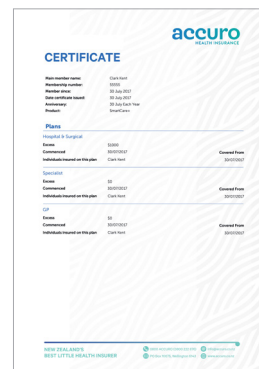 accuro
HEALTH INSURANCE
CERTIFICATE
Main member name: Clark Kent
Membership number: 55555
Member since: 30 July 2017
Date certificate issued: 30 July 2017
Anniversary: 30 July Each Year
Product: SmartCare+
Plans
Hospital & Surgical
Excess $1000
Commenced 30/07/2017 Covered From
Individuals insured on this plan Clark Kent 30/07/2017
Specialist
Excess $0
Commenced 30/07/2017 Covered From
Individuals insured on this plan Clark Kent 30/07/2017
GP
Excess $0
Commenced 30/07/2017 Covered From
Individuals insured on this plan Clark Kent 30/07/2017
NEW ZEALAND'S
BEST LITTLE HEALTH INSURER